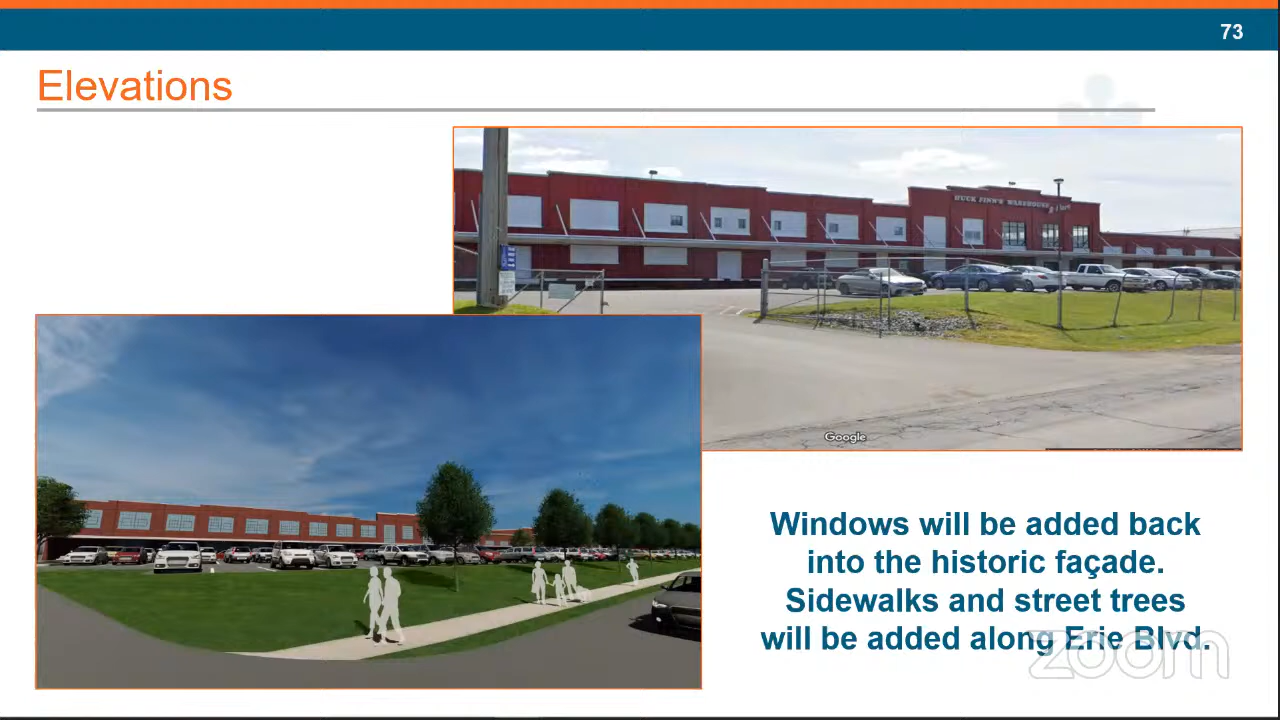 73
Elevations
HUCK FINN'S WAREHOUSE
Google
Windows will be added back
into the historic façade.
Sidewalks and street trees
will be added along Erie Blvd.
zoom